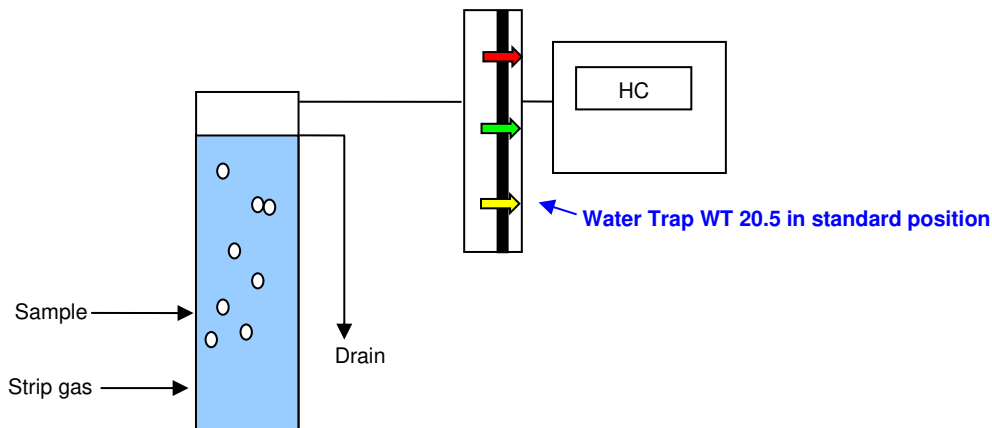 HC
Water Trap WT 20.5 in standard position
Sample
Drain
Strip gas